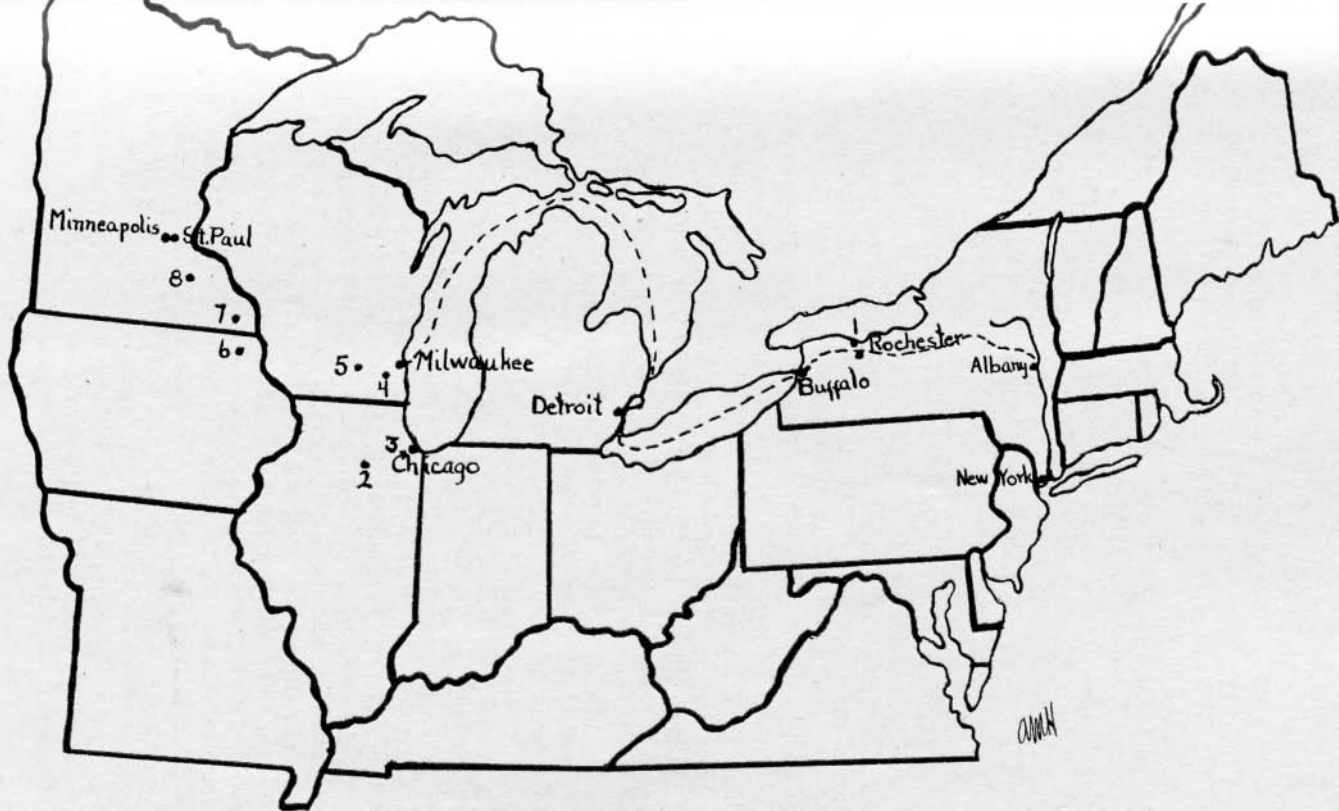 Minneapolis
St.Paul
8
7
6
5
4
Milwaukee
3
Chicago
2
Detroit
1
Rochester
Buffalo
Albany
New York
amH